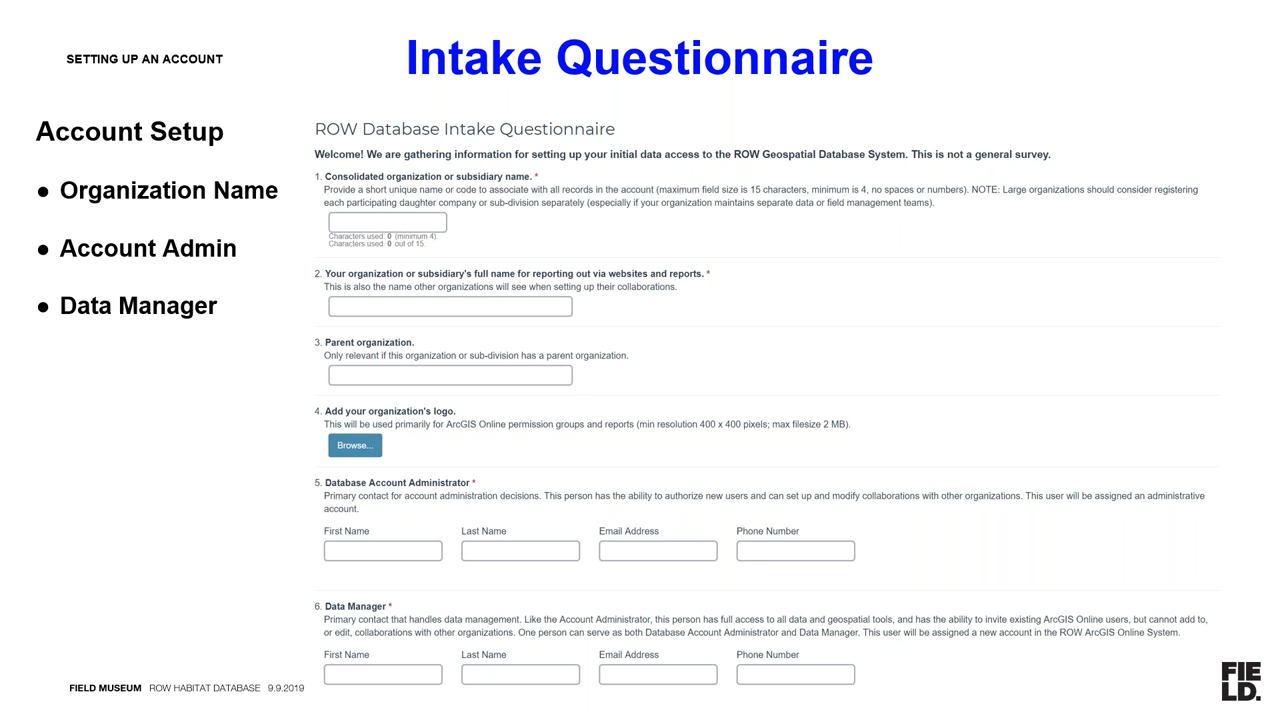 SETTING UP AN ACCOUNT
Intake Questionnaire
Account Setup
● Organization Name
● Account Admin
● Data Manager
ROW Database Intake Questionnaire
Welcome! We are gathering information for setting up your initial data access to the ROW Geospatial Database System. This is not a general survey.
1. Consolidated organization or subsidiary name. *
Provide a short unique name or code to associate with all records in the account (maximum field size is 15 characters, minimum is 4, no spaces or numbers). NOTE: Large organizations should consider registering
each participating daughter company or sub-division separately (especially if your organization maintains separate data or field management teams).
Characters used: 0 (minimum 4).
Characters used: 0 out of 15.
2. Your organization or subsidiary's full name for reporting out via websites and reports. *
This is also the name other organizations will see when setting up their collaborations.
3. Parent organization.
Only relevant if this organization or sub-division has a parent organization.
4. Add your organization's logo.
This will be used primarily for ArcGIS Online permission groups and reports (min resolution 400 x 400 pixels; max filesize 2 MB).
Browse...
5. Database Account Administrator *
Primary contact for account administration decisions. This person has the ability to authorize new users and can set up and modify collaborations with other organizations. This user will be assigned an administrative
account.
First Name Last Name Email Address Phone Number
6. Data Manager *
Primary contact that handles data management. Like the Account Administrator, this person has full access to all data and geospatial tools, and has the ability to invite existing ArcGIS Online users, but cannot add to,
or edit, collaborations with other organizations. One person can serve as both Database Account Administrator and Data Manager. This user will be assigned a new account in the ROW ArcGIS Online System.
First Name Last Name Email Address Phone Number
FIELD MUSEUM ROW HABITAT DATABASE 9.9.2019
FIE
LD.